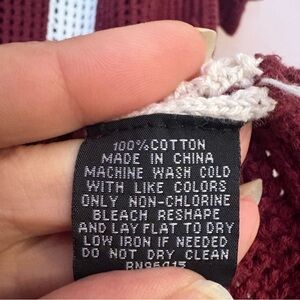 100% COTTON
MADE IN CHINA
MACHINE WASH COLD
WITH LIKE COLORS
ONLY NON-CHLORINE
BLEACH RESHAPE
AND LAY FLAT TO DRY
LOW IRON IF NEEDED
DO NOT DRY CLEAN